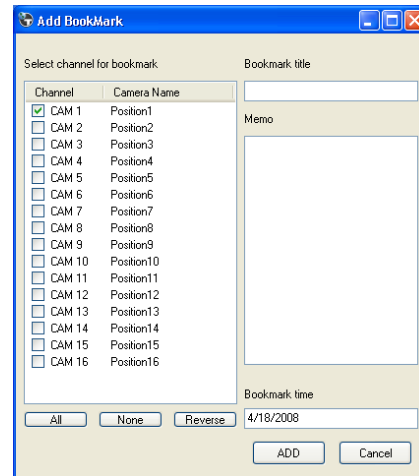 Add BookMark
Select channel for bookmark
Channel Camera Name
CAM 1 Position1
CAM 2 Position2
CAM 3 Position3
CAM 4 Position4
CAM 5 Position5
CAM 6 Position6
CAM 7 Position7
CAM 8 Position8
CAM 9 Position9
CAM 10 Position10
CAM 11 Position11
CAM 12 Position12
CAM 13 Position13
CAM 14 Position14
CAM 15 Position15
CAM 16 Position16
All None Reverse
Bookmark title
Memo
Bookmark time
4/18/2008
ADD Cancel